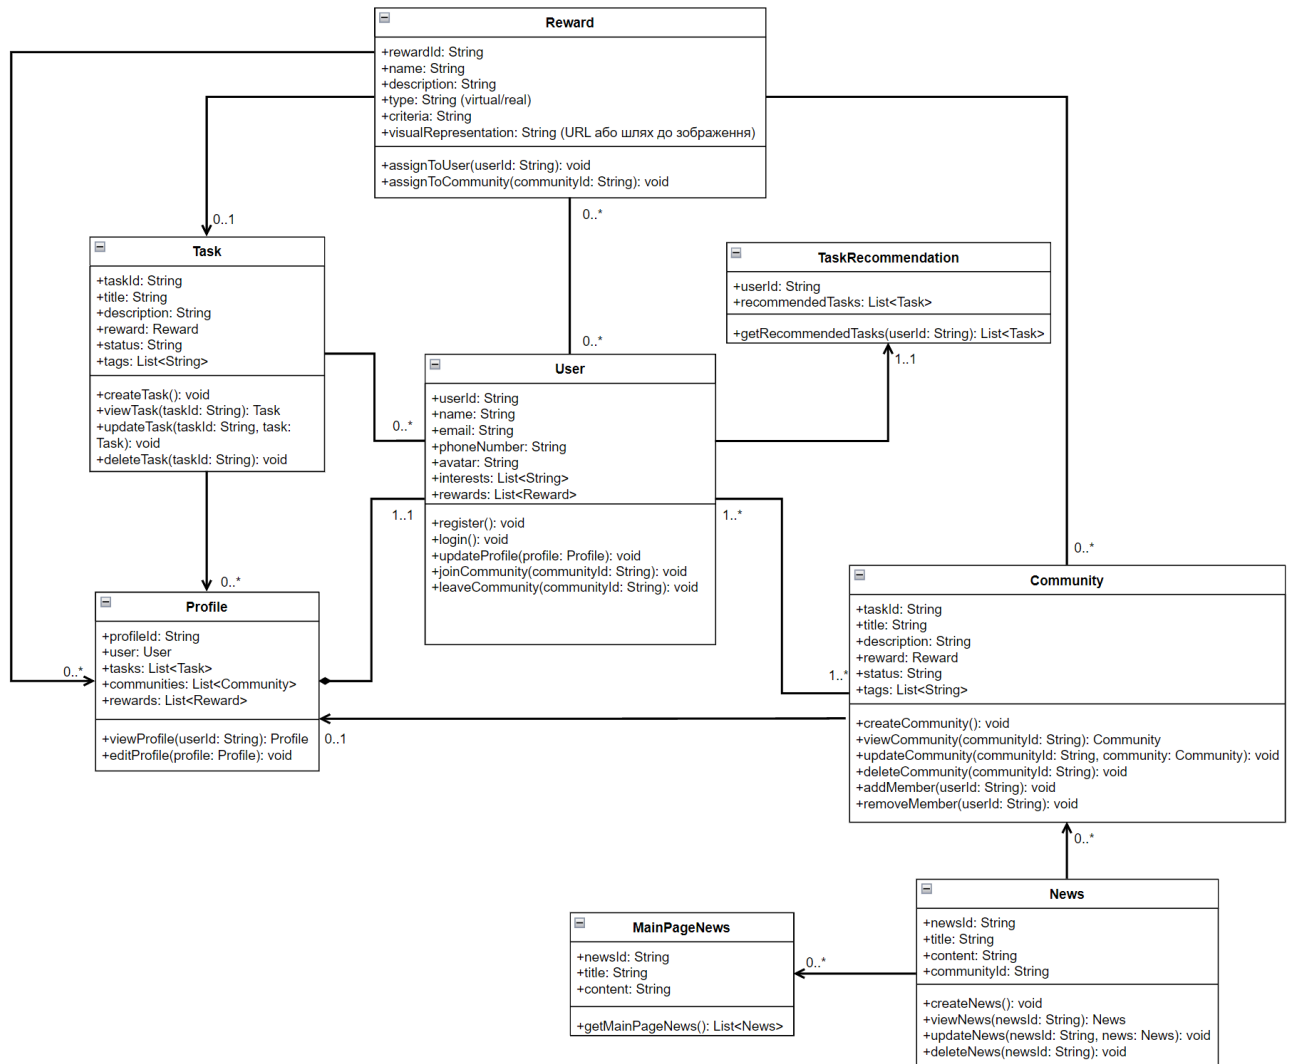 Reward
+rewardId: String
+name: String
+description: String
+type: String (virtual/real)
+criteria: String
+visualRepresentation: String (URL або шлях до зображення)
+assignToUser(userId: String): void
+assignToCommunity(communityId: String): void
0..1
0..*
Task
+taskId: String
+title: String
+description: String
+reward: Reward
+status: String
+tags: List<String>
+createTask(): void
+viewTask(taskId: String): Task
+updateTask(taskId: String, task:
Task): void
+deleteTask(taskId: String): void
TaskRecommendation
+userId: String
+recommendedTasks: List<Task>
+getRecommendedTasks(userId: String): List<Task>
0..*
1..1
User
+userId: String
+name: String
+email: String
+phoneNumber: String
+avatar: String
+interests: List<String>
+rewards: List<Reward>
+register(): void
+login(): void
+updateProfile(profile: Profile): void
+joinCommunity(communityId: String): void
+leaveCommunity(communityId: String): void
0..*
1..1
1..*
0..*
0..*
Profile
+profileId: String
+user: User
+tasks: List<Task>
+communities: List<Community>
+rewards: List<Reward>
+viewProfile(userId: String): Profile
+editProfile(profile: Profile): void
0..*
0..1
1..*
Community
+taskId: String
+title: String
+description: String
+reward: Reward
+status: String
+tags: List<String>
+createCommunity(): void
+viewCommunity(communityId: String): Community
+updateCommunity(communityId: String, community: Community): void
+deleteCommunity(communityId: String): void
+addMember(userId: String): void
+removeMember(userId: String): void
0..*
MainPageNews
+newsId: String
+title: String
+content: String
+getMainPageNews(): List<News>
0..*
News
+newsId: String
+title: String
+content: String
+communityId: String
+createNews(): void
+viewNews(newsId: String): News
+updateNews(newsId: String, news: News): void
+deleteNews(newsId: String): void